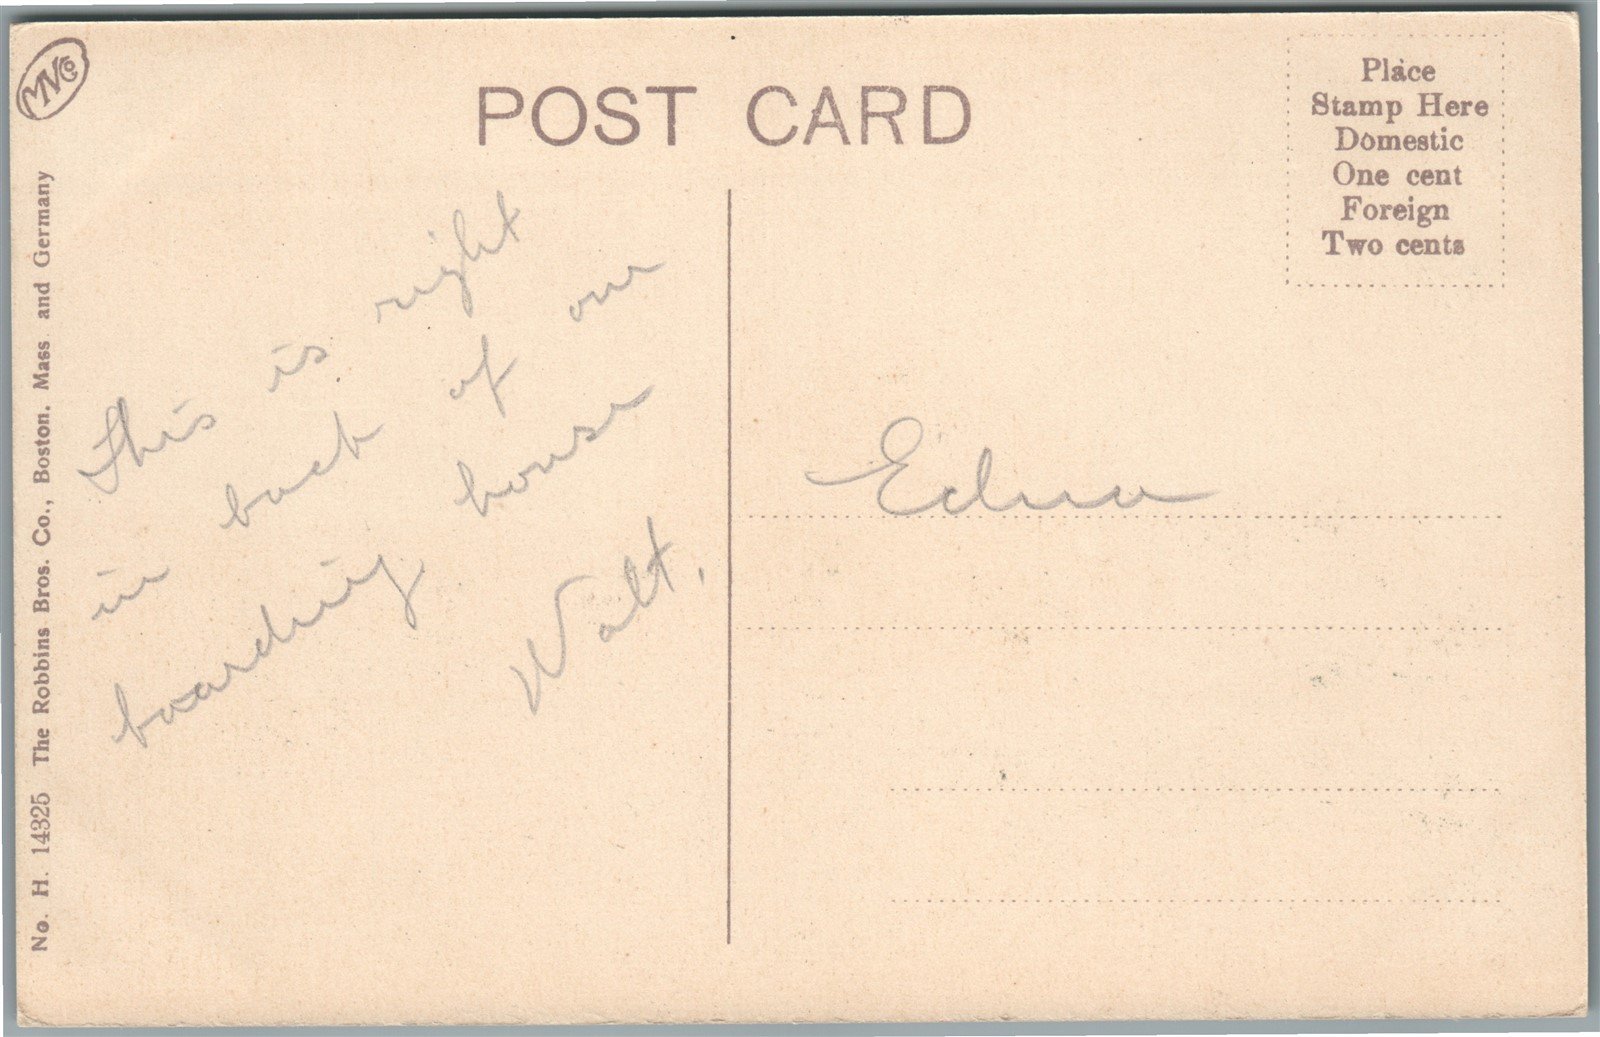 MVCo
POST CARD
Place
Stamp Here
Domestic
One cent
Foreign
Two cents
This is right
in back of our
boarding house
Walt.
Edna
No. H. 14325 The Robbins Bros. Co., Boston, Mass. and Germany